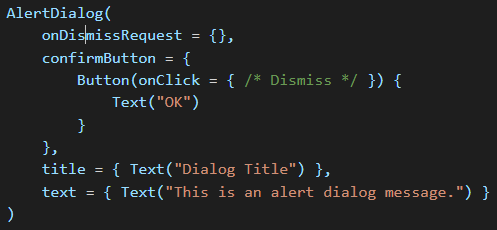 AlertDialog(
    onDismissRequest = {},
    confirmButton = {
        Button(onClick = { /* Dismiss */ }) {
            Text("OK")
        }
    },
    title = { Text("Dialog Title") },
    text = { Text("This is an alert dialog message.") }
)